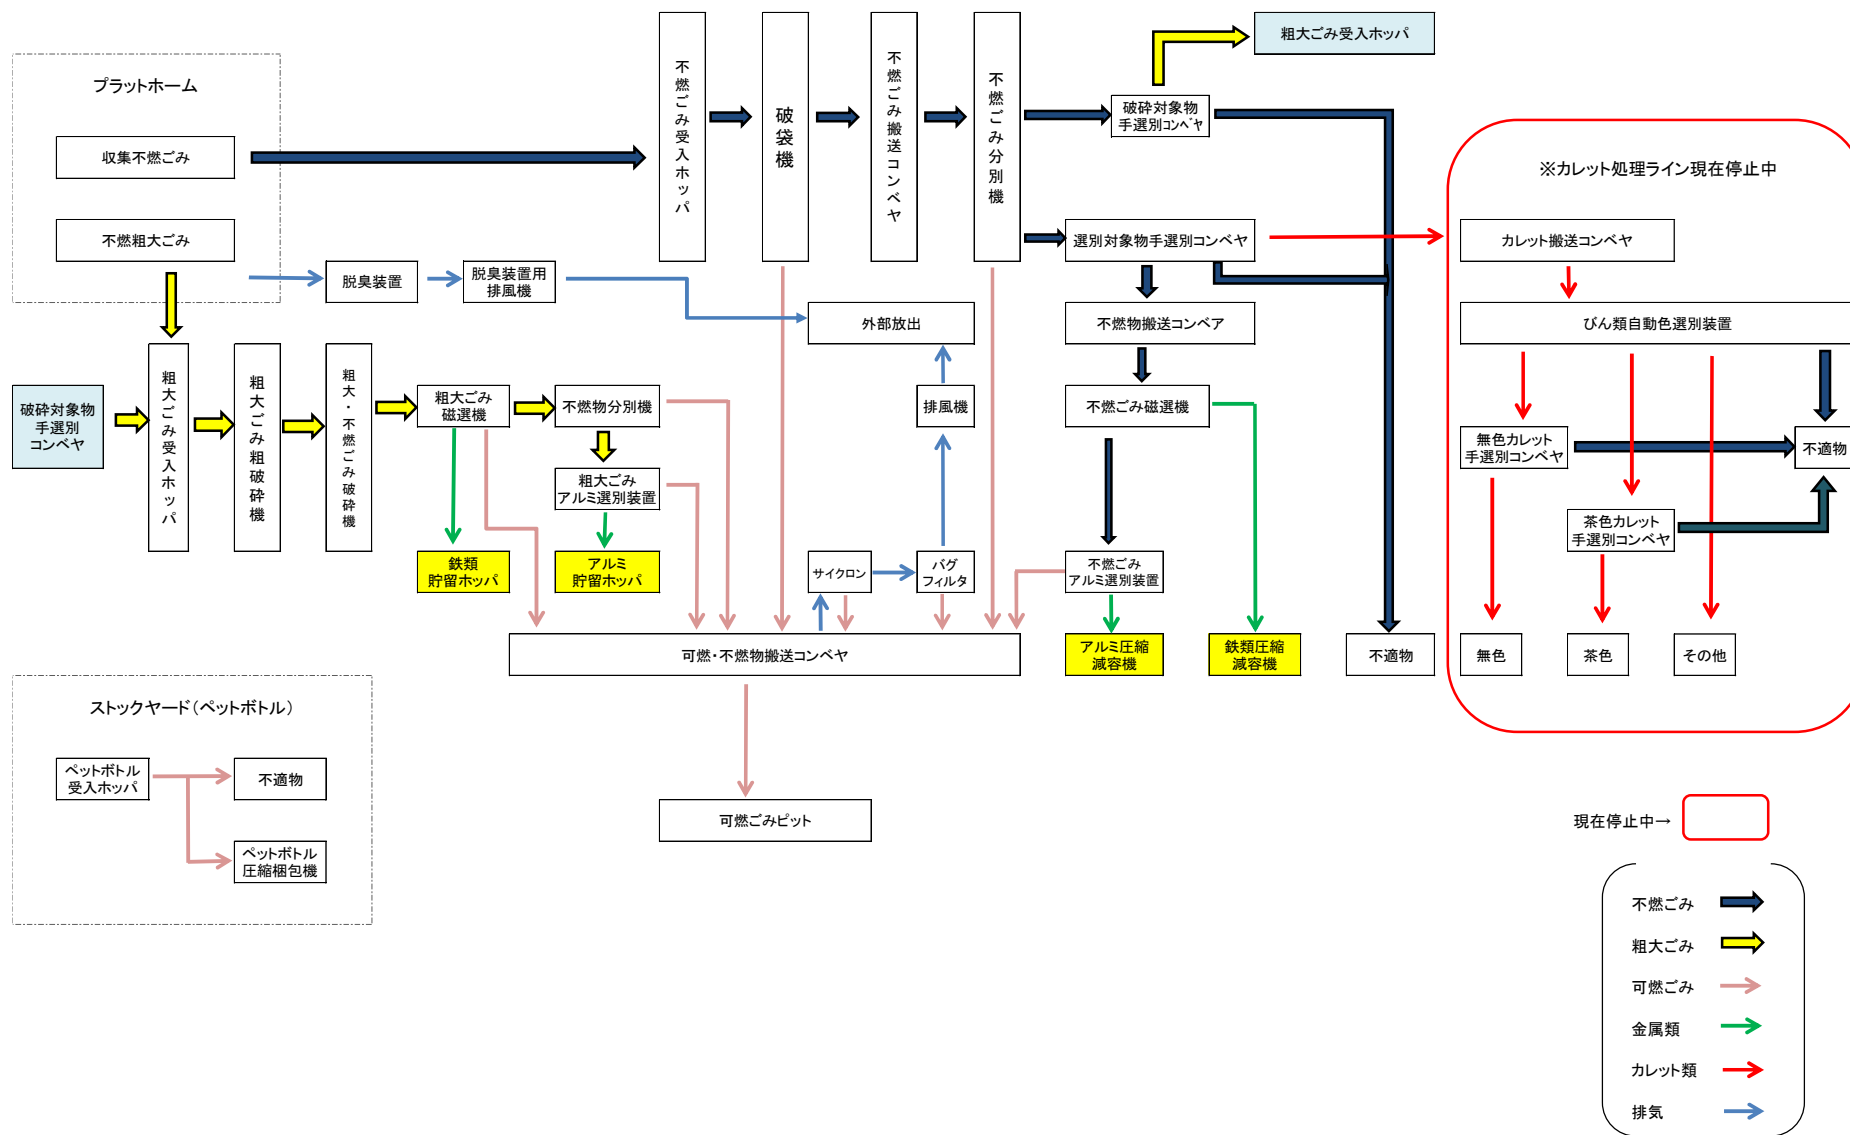 プラットホーム
収集不燃ごみ
不燃粗大ごみ
不燃ごみ受入ホッパ
破袋機
不燃ごみ搬送コンベヤ
不燃ごみ分別機
破砕対象物
手選別コンベヤ
粗大ごみ受入ホッパ
※カレット処理ライン現在停止中
選別対象物手選別コンベヤ
カレット搬送コンベヤ
脱臭装置
脱臭装置用
排風機
外部放出
不燃物搬送コンベア
びん類自動色選別装置
破砕対象物
手選別
コンベヤ
粗大ごみ受入ホッパ
粗大ごみ粗破砕機
粗大・不燃ごみ破砕機
粗大ごみ
磁選機
不燃物分別機
排風機
不燃ごみ磁選機
無色カレット
手選別コンベヤ
不適物
粗大ごみ
アルミ選別装置
茶色カレット
手選別コンベヤ
鉄類
貯留ホッパ
アルミ
貯留ホッパ
サイクロン
バグ
フィルタ
不燃ごみ
アルミ選別装置
可燃・不燃物搬送コンベヤ
アルミ圧縮
減容機
鉄類圧縮
減容機
不適物
無色
茶色
その他
ストックヤード（ペットボトル）
ペットボトル
受入ホッパ
不適物
ペットボトル
圧縮梱包機
可燃ごみピット
現在停止中→
不燃ごみ
粗大ごみ
可燃ごみ
金属類
カレット類
排気